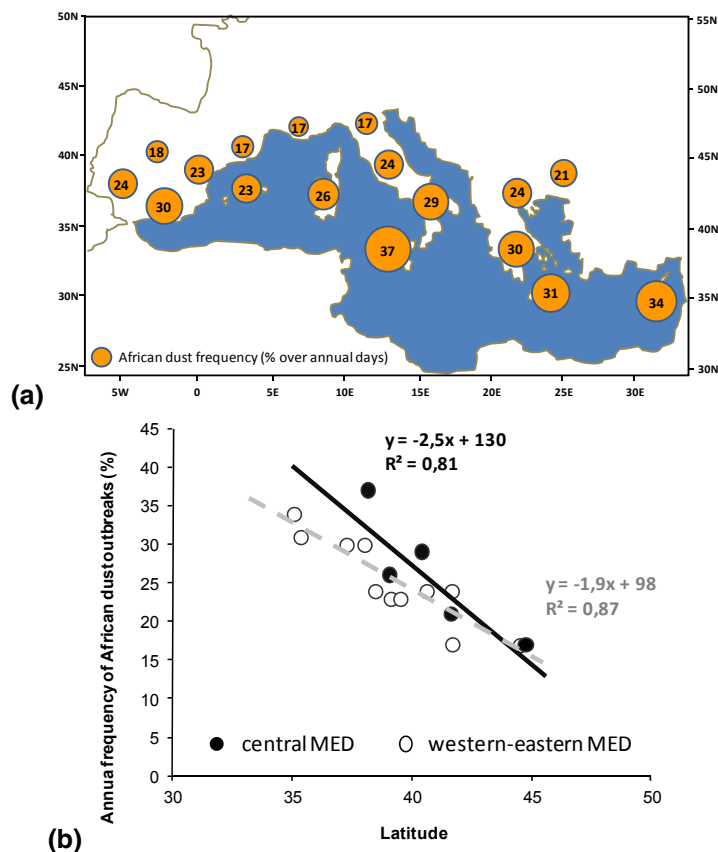 50N
55N
45N
50N
17
17
18
17
40N
24
45N
24
23
23
26
24
21
30
29
35N
40N
37
30
30N
31
34
35N
African dust frequency (% over annual days)
25N
30N
(a)
5W
0
5E
10E
15E
20E
25E
30E
45
y = -2,5x + 130
R² = 0,81
40
35
30
25
y = -1,9x + 98
R² = 0,87
20
15
10
central MED
western-eastern MED
5
0
30
35
40
45
50
Annua frequency of African dust outbreaks (%)
Latitude
(b)